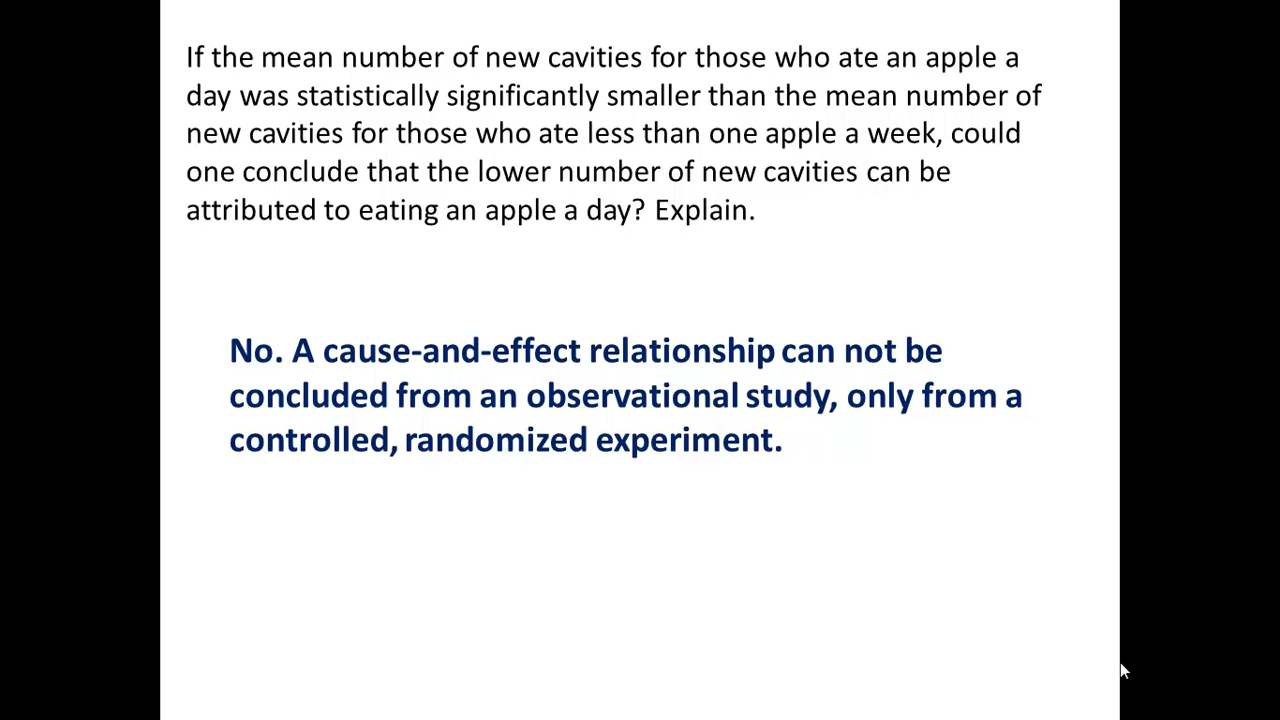 If the mean number of new cavities for those who ate an apple a
day was statistically significantly smaller than the mean number of
new cavities for those who ate less than one apple a week, could
one conclude that the lower number of new cavities can be
attributed to eating an apple a day? Explain.
No. A cause-and-effect relationship can not be
concluded from an observational study, only from a
controlled, randomized experiment.